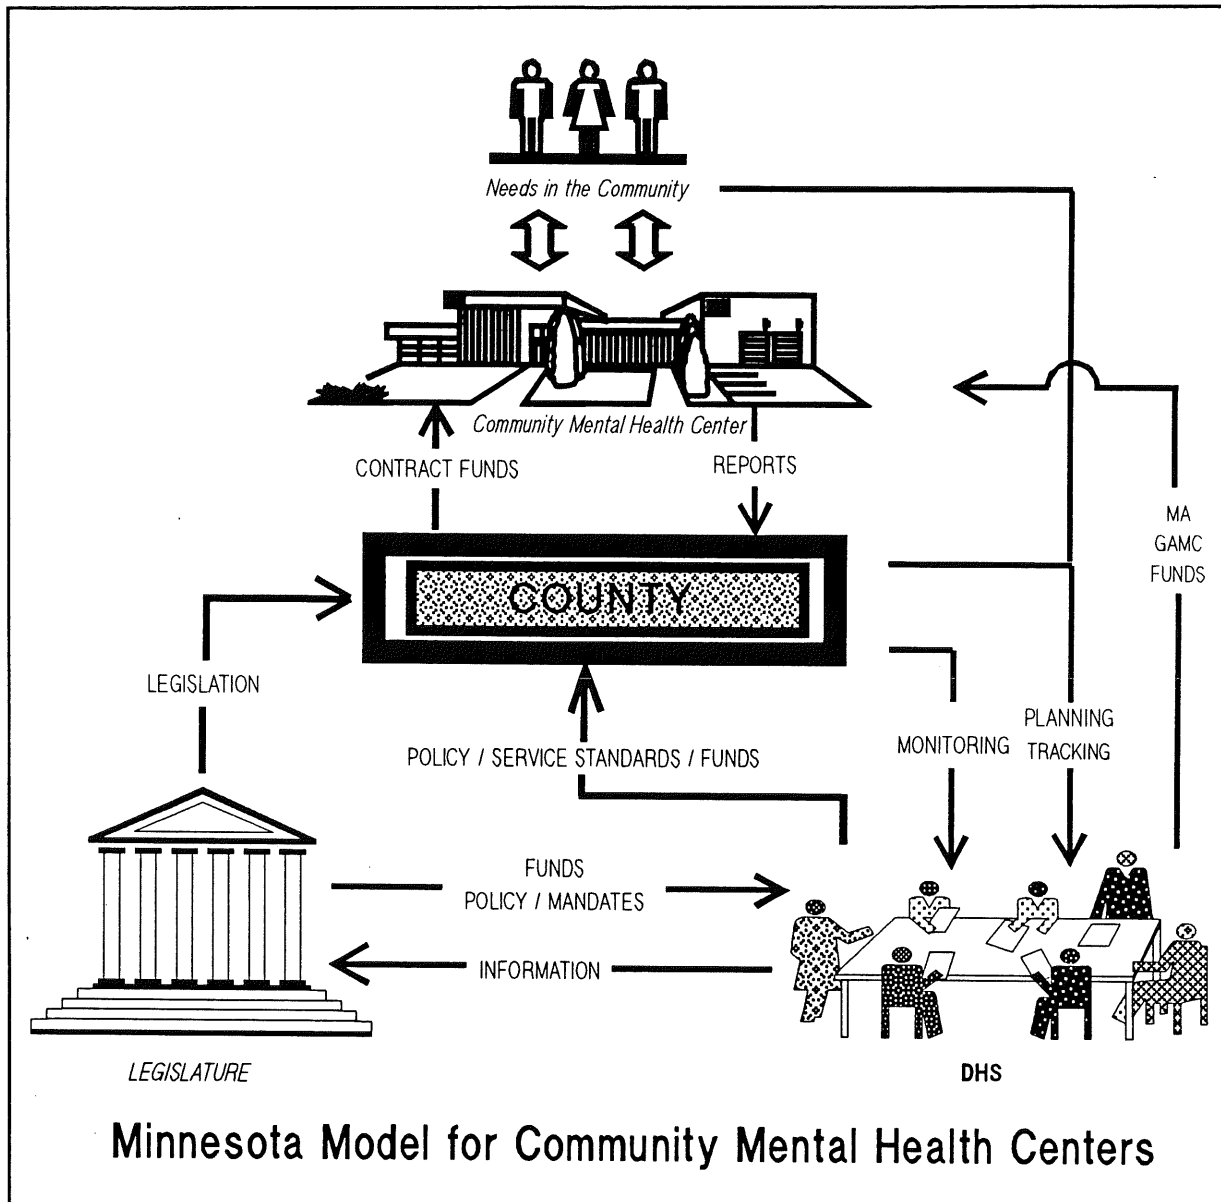 Needs in the Community
Community Mental Health Center
CONTRACT FUNDS
REPORTS
MA
GAMC
FUNDS
COUNTY
LEGISLATION
POLICY / SERVICE STANDARDS / FUNDS
MONITORING
PLANNING
TRACKING
FUNDS
POLICY / MANDATES
INFORMATION
LEGISLATURE
DHS
Minnesota Model for Community Mental Health Centers